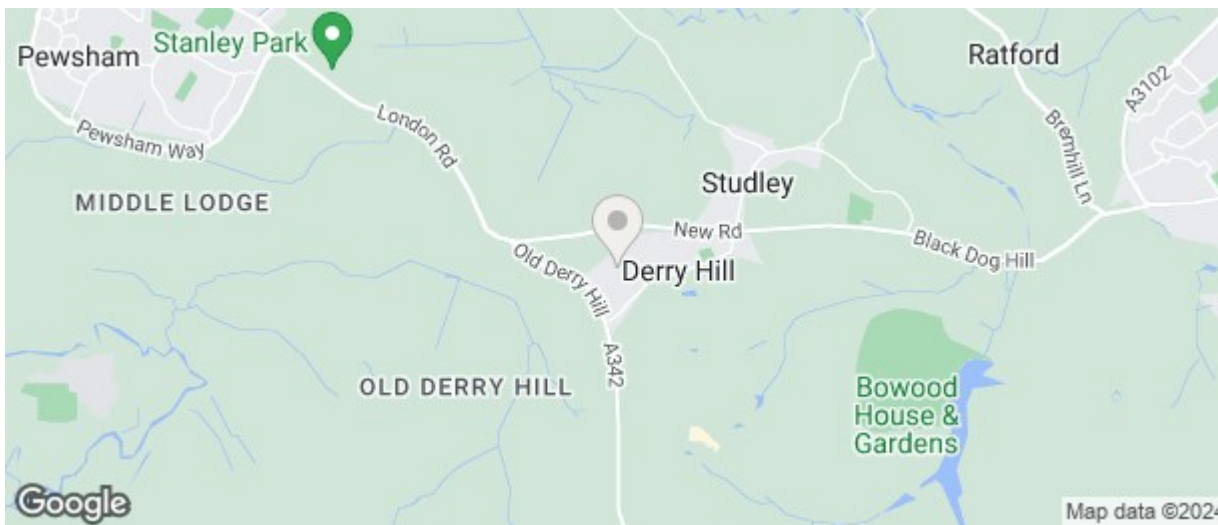 Stanley Park
Pewsham
Ratford
A3102
London Rd
Bremhill Ln
Pewsham Way
Studley
MIDDLE LODGE
New Rd
Black Dog Hill
Old Derry Hill
Derry Hill
A342
OLD DERRY HILL
Bowood
House &
Gardens
Google
Map data ©2024